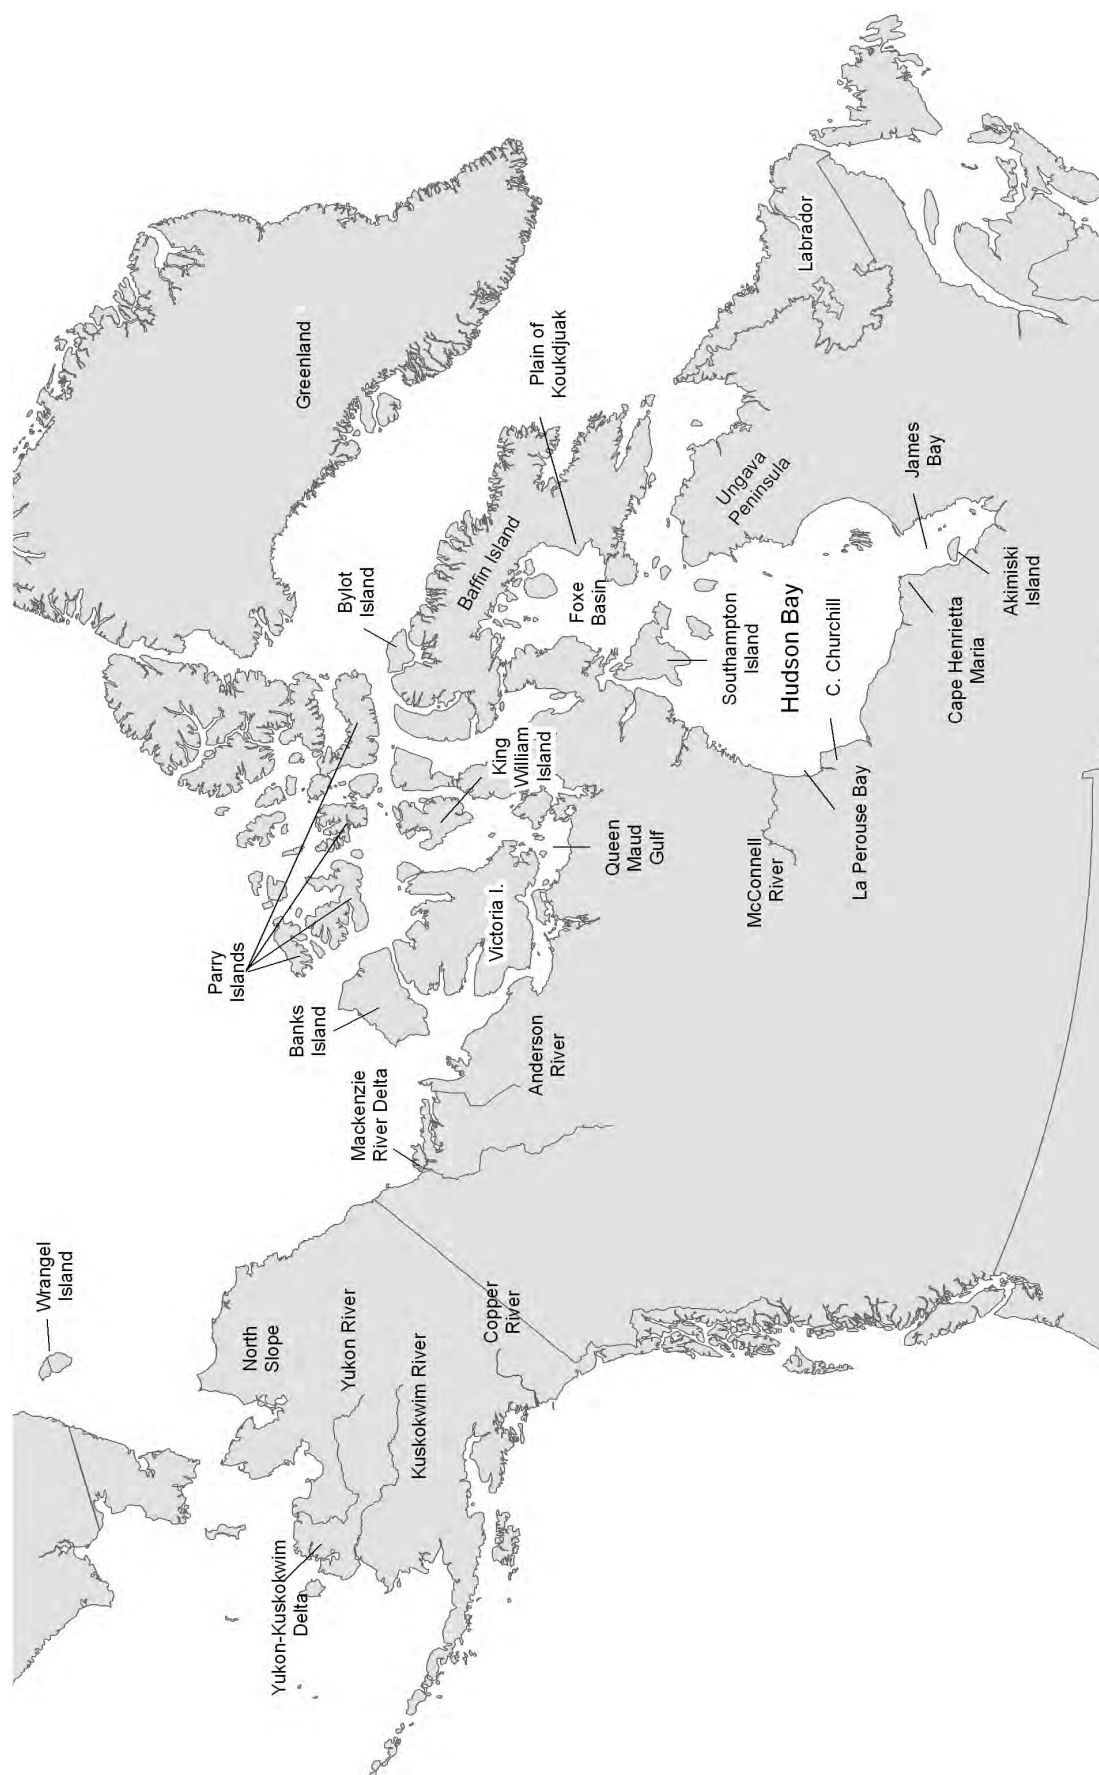 Wrangel
Island
North
Slope
Yukon River
Kuskokwim River
Yukon-Kuskokwim
Delta
Copper
River
Mackenzie
River Delta
Anderson
River
Banks
Island
Parry
Islands
Victoria I.
Queen
Maud
Gulf
King
William
Island
Bylot
Island
Baffin Island
Greenland
Foxe
Basin
Plain of
Koukdjuak
Southampton
Island
Hudson Bay
C. Churchill
La Perouse Bay
McConnell
River
Cape Henrietta
Maria
Akimiski
Island
James
Bay
Ungava
Peninsula
Labrador